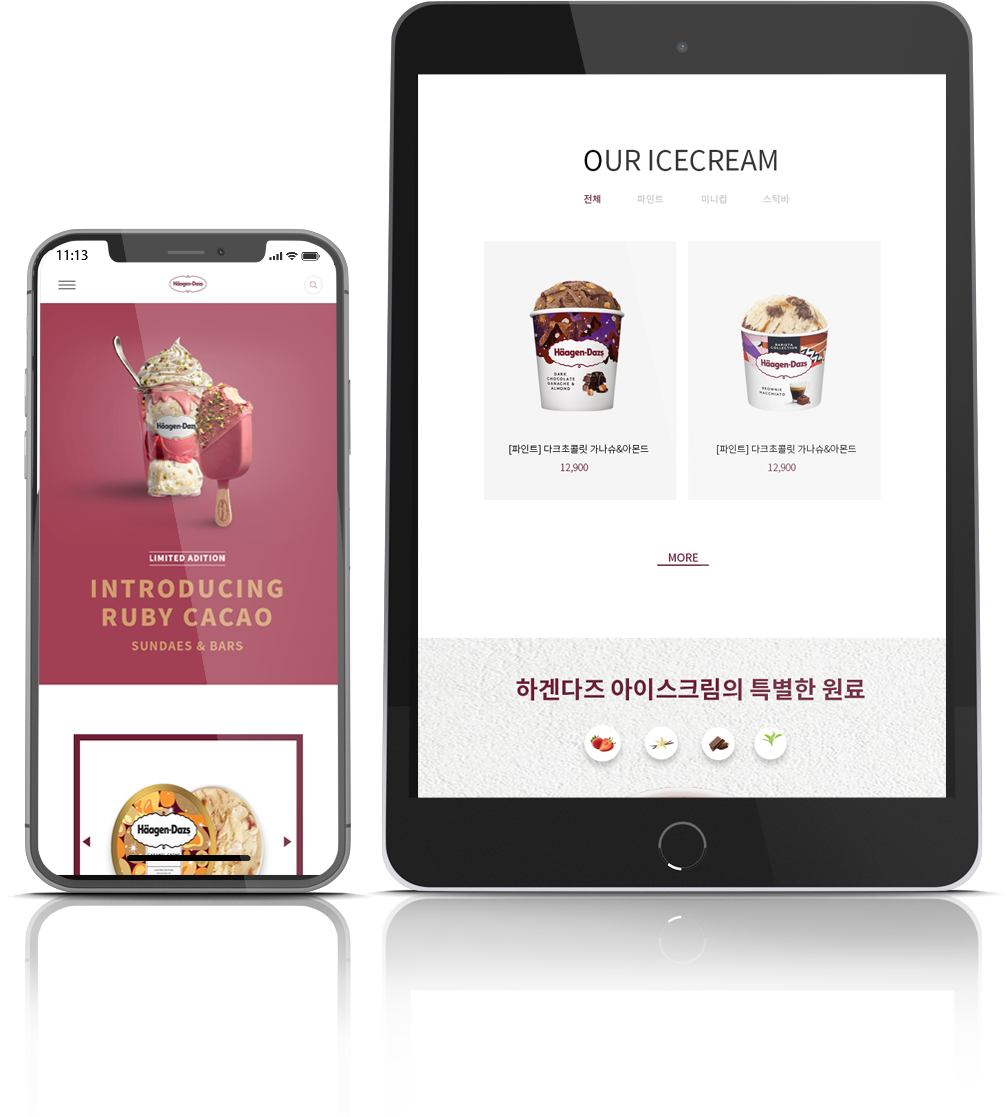 11:13
Häagen-Dazs
Häagen-Dazs
LIMITED ADITION
INTRODUCING
RUBY CACAO
SUNDAES & BARS
Häagen-Dazs
OUR ICECREAM
전체 파인트 미니컵 스틱바
Häagen-Dazs
DARK
CHOCOLATE
GANACHE &
ALMOND
[파인트] 다크초콜릿 가나슈&아몬드
12,900
BARISTA
COLLECTION
Häagen-Dazs
BROWNIE
MACCHIATO
[파인트] 다크초콜릿 가나슈&아몬드
12,900
MORE
하겐다즈 아이스크림의 특별한 원료